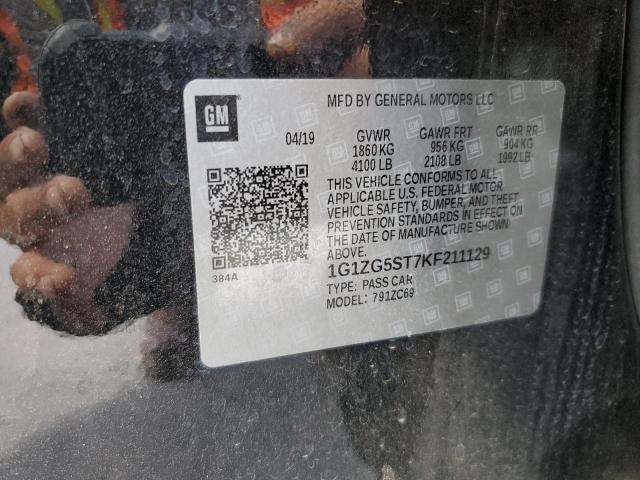 GM
MFD BY GENERAL MOTORS LLC
04/19 GVWR GAWR FRT GAWR RR
1860 KG 956 KG 904 KG
4100 LB 2108 LB 1992 LB
THIS VEHICLE CONFORMS TO ALL
APPLICABLE U.S. FEDERAL MOTOR
VEHICLE SAFETY, BUMPER, AND THEFT
PREVENTION STANDARDS IN EFFECT ON
THE DATE OF MANUFACTURE SHOWN
ABOVE.
384A
1G1ZG5ST7KF211129
TYPE: PASS CAR
MODEL: 791ZC69